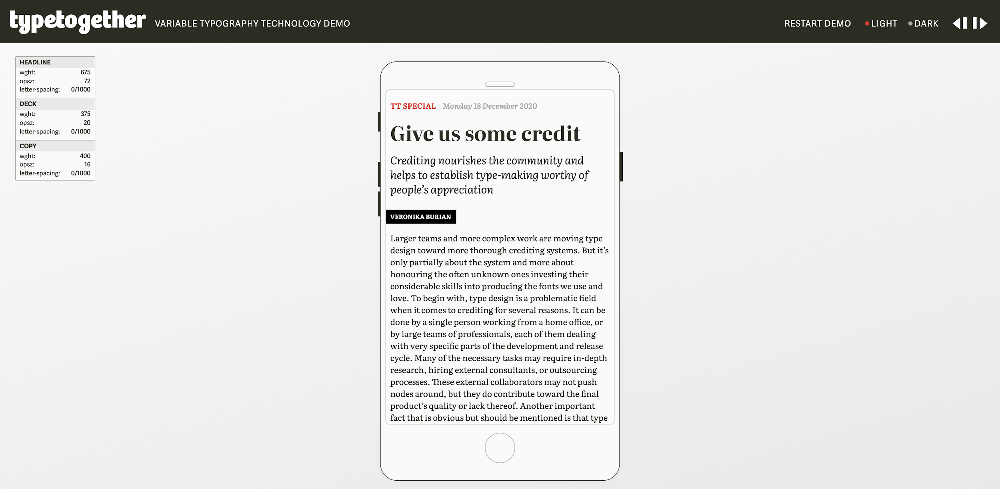 typetogether VARIABLE TYPOGRAPHY TECHNOLOGY DEMO RESTART DEMO LIGHT DARK
HEADLINE
wght: 675
opsz: 72
letter-spacing: 0/1000
DECK
wght: 375
opsz: 20
letter-spacing: 0/1000
COPY
wght: 400
opsz: 16
letter-spacing: 0/1000
TT SPECIAL Monday 18 December 2020
Give us some credit
Crediting nourishes the community and
helps to establish type-making worthy of
people’s appreciation
VERONIKA BURIAN
Larger teams and more complex work are moving type
design toward more thorough crediting systems. But it’s
only partially about the system and more about
honouring the often unknown ones investing their
considerable skills into producing the fonts we use and
love. To begin with, type design is a problematic field
when it comes to crediting for several reasons. It can be
done by a single person working from a home office, or
by large teams of professionals, each of them dealing
with very specific parts of the development and release
cycle. Many of the necessary tasks may require in-depth
research, hiring external consultants, or outsourcing
processes. These external collaborators may not push
nodes around, but they do contribute toward the final
product’s quality or lack thereof. Another important
fact that is obvious but should be mentioned is that type